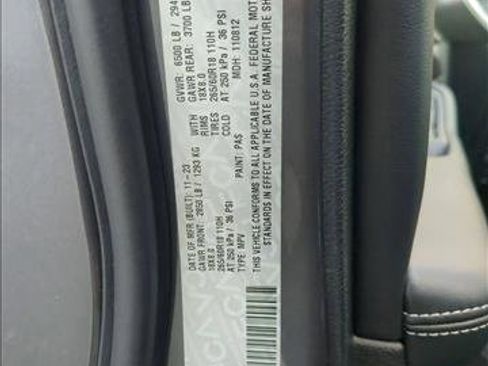 DATE OF MFR (BUILT): 11-23 GVWR: 6500 LB / 294
GAWR FRONT: 2850 LB / 1293 KG WITH GAWR REAR: 3700 LB
18X8.0 RIMS 18X8.0
265/60R18 110H TIRES 265/60R18 110H
AT 250 kPa / 36 PSI COLD AT 250 kPa / 36 PSI
PAINT: PAS MDH: 110812
TYPE: MPV
THIS VEHICLE CONFORMS TO ALL APPLICABLE U.S.A. FEDERAL MOT
STANDARDS IN EFFECT ON THE DATE OF MANUFACTURE SH